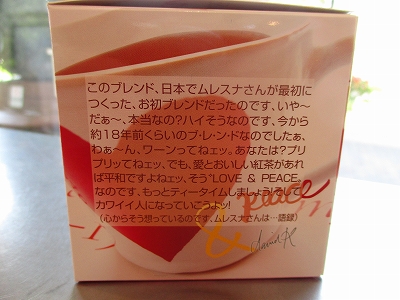 このブレンド、日本でムレスナさんが最初に
つくった、お初ブレンドだったのです、いや〜
だぁ〜、本当なの?ハイそうなのです、今から
約18年前くらいのブ・レ・ン・ドなのでしたぁ、
わぁ〜ん、ワーンってねェッ。あなたは?プリ
プリッてねェッ、でも、愛とおいしい紅茶があれ
ば平和ですよねェッ、そう"LOVE & PEACE。
なのです、もっとティータイムしましょう!そして
カワイイ人になっていこうよッ!
(心からそう想っているのです、ムレスナさんは…語録)
& peace